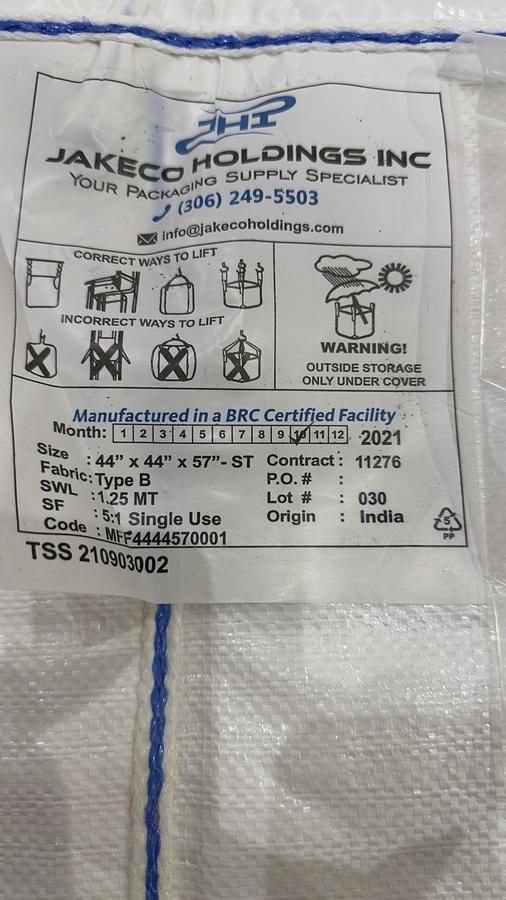 JHI
JAKECO HOLDINGS INC
YOUR PACKAGING SUPPLY SPECIALIST
(306) 249-5503
info@jakecoholdings.com
CORRECT WAYS TO LIFT
INCORRECT WAYS TO LIFT
WARNING!
OUTSIDE STORAGE
ONLY UNDER COVER
Manufactured in a BRC Certified Facility
Month: 1 2 3 4 5 6 7 8 9 10 11 12 2021
Size : 44" x 44" x 57"- ST Contract : 11276
Fabric: Type B P.O. # :
SWL : 1.25 MT Lot # : 030
SF : 5:1 Single Use Origin : India
Code : MFF4444570001
5
PP
TSS 210903002